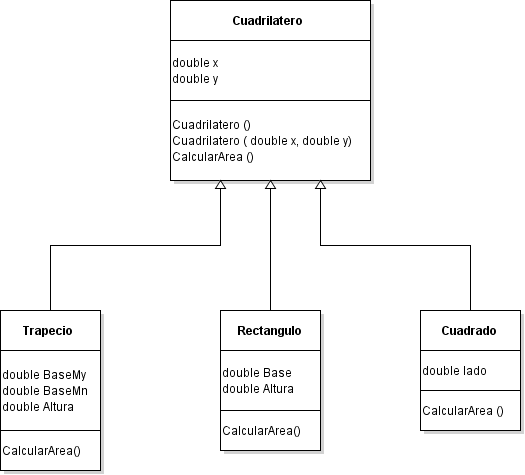 Cuadrilatero
double x
double y
Cuadrilatero ()
Cuadrilatero ( double x, double y)
CalcularArea ()
Trapecio
double BaseMy
double BaseMn
double Altura
CalcularArea()
Rectangulo
double Base
double Altura
CalcularArea()
Cuadrado
double lado
CalcularArea ()